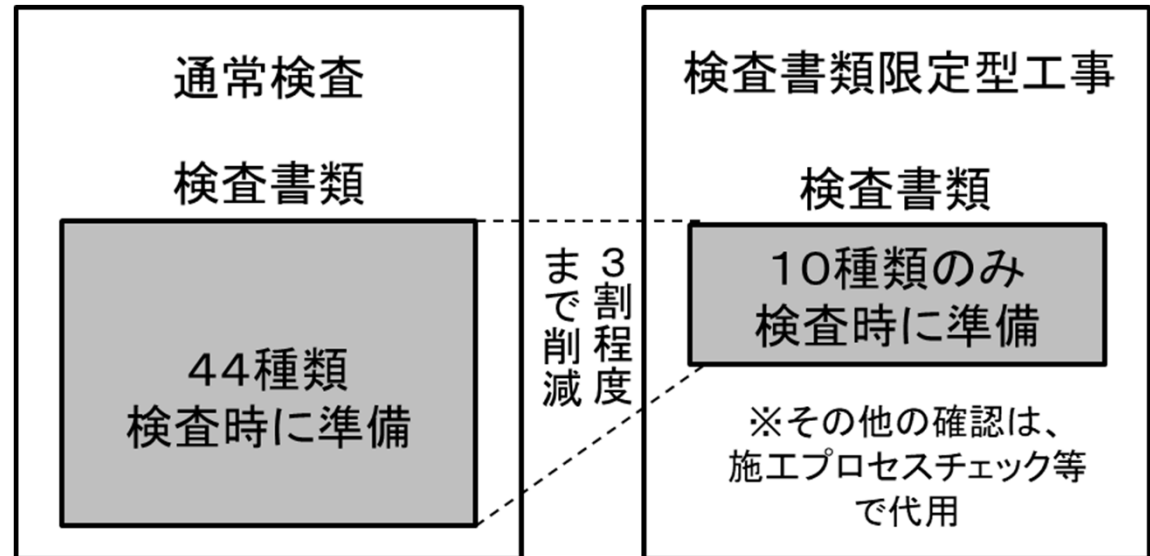 通常検査
検査書類
44種類
検査時に準備
3割程度
まで削減
検査書類限定型工事
検査書類
10種類のみ
検査時に準備
※その他の確認は、
施工プロセスチェック等
で代用